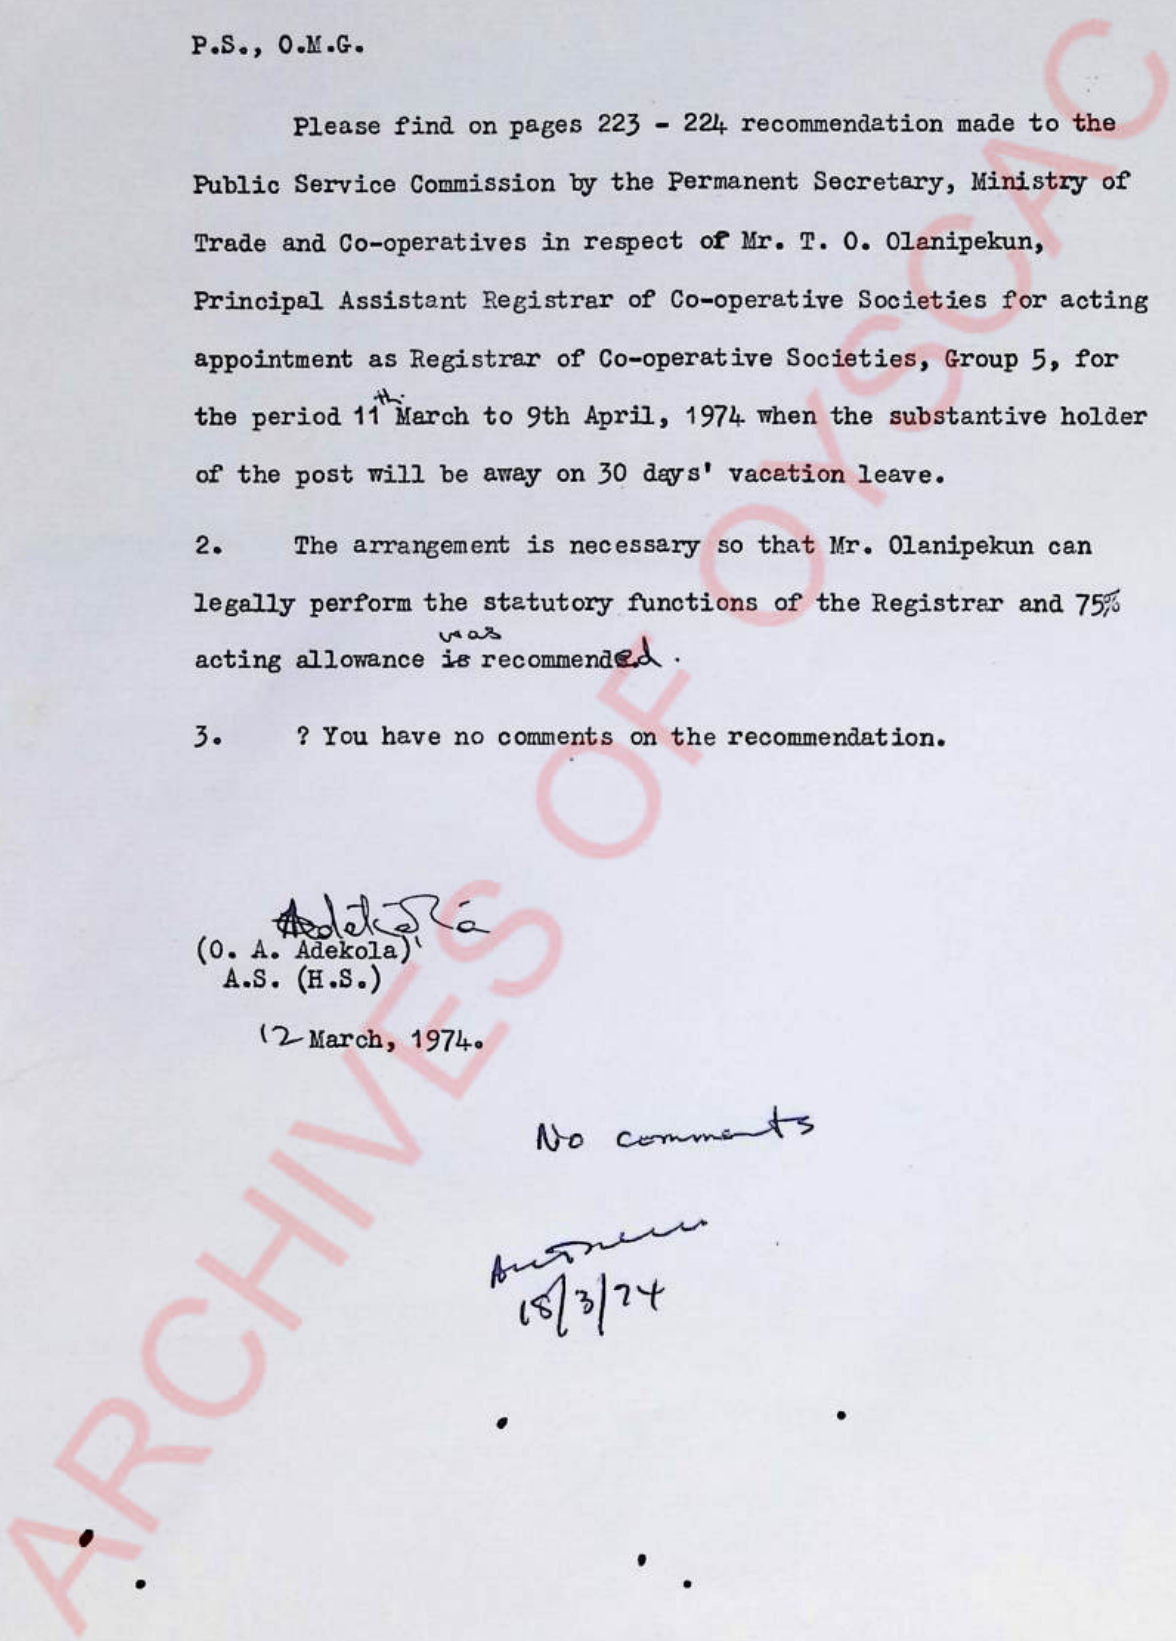 P.S., O.M.G.
Please find on pages 223 - 224 recommendation made to the
Public Service Commission by the Permanent Secretary, Ministry of
Trade and Co-operatives in respect of Mr. T. O. Olanipekun,
Principal Assistant Registrar of Co-operative Societies for acting
appointment as Registrar of Co-operative Societies, Group 5, for
the period 11th March to 9th April, 1974 when the substantive holder
of the post will be away on 30 days' vacation leave.
2. The arrangement is necessary so that Mr. Olanipekun can
legally perform the statutory functions of the Registrar and 75%
was
acting allowance is recommended.
3. ? You have no comments on the recommendation.
Adekola
(O. A. Adekola)
A.S. (H.S.)
12 March, 1974.
No comments
18/3/74
ARCHIVES OF OYSCAC